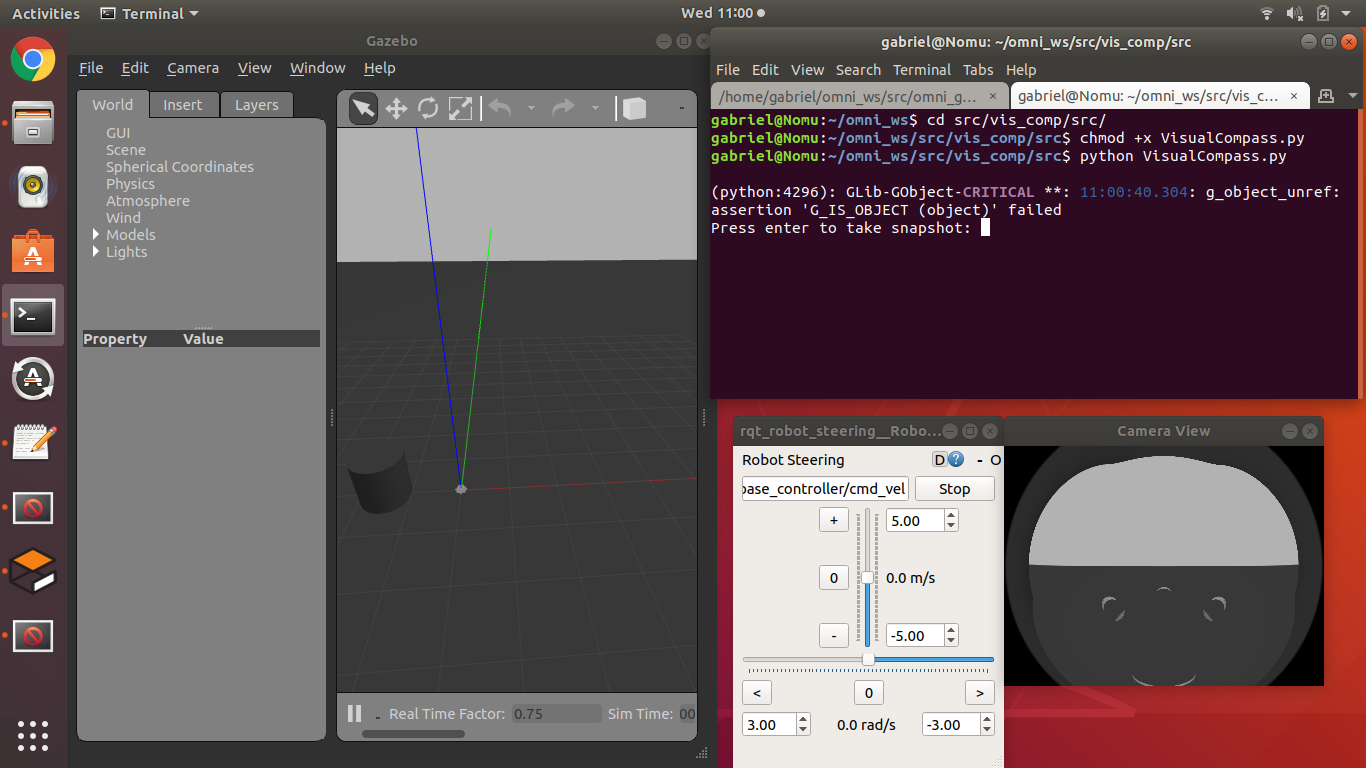 Activities
Terminal
Wed 11:00
Gazebo
File Edit Camera View Window Help
World Insert Layers
GUI
Scene
Spherical Coordinates
Physics
Atmosphere
Wind
Models
Lights
Property Value
Real Time Factor: 0.75 Sim Time: 00
gabriel@Nomu: ~/omni_ws/src/vis_comp/src
File Edit View Search Terminal Tabs Help
/home/gabriel/omni_ws/src/omni_g... × gabriel@Nomu: ~/omni_ws/src/vis_c... ×
gabriel@Nomu:~/omni_ws$ cd src/vis_comp/src/
gabriel@Nomu:~/omni_ws/src/vis_comp/src$ chmod +x VisualCompass.py
gabriel@Nomu:~/omni_ws/src/vis_comp/src$ python VisualCompass.py
(python:4296): GLib-GObject-CRITICAL **: 11:00:40.304: g_object_unref:
assertion 'G_IS_OBJECT (object)' failed
Press enter to take snapshot:
rqt_robot_steering__Robo...
Robot Steering D ? - O
base_controller/cmd_vel Stop
+ 5.00
0 0.0 m/s
- -5.00
< 0 >
3.00 0.0 rad/s -3.00
Camera View